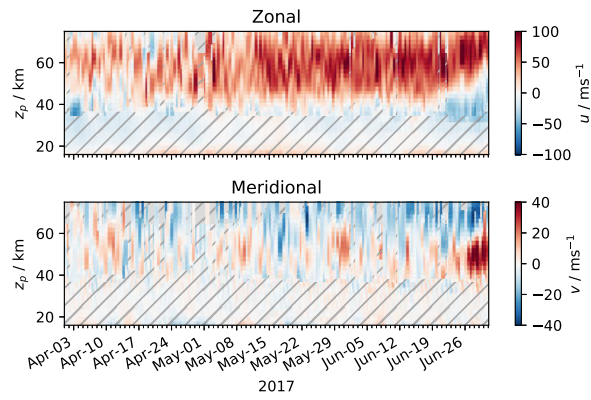 Zonal
60
40
20
z_p / km
100
50
0
−50
−100
u / ms⁻¹
Meridional
60
40
20
z_p / km
40
20
0
−20
−40
v / ms⁻¹
Apr-03
Apr-10
Apr-17
Apr-24
May-01
May-08
May-15
May-22
May-29
Jun-05
Jun-12
Jun-19
Jun-26
2017